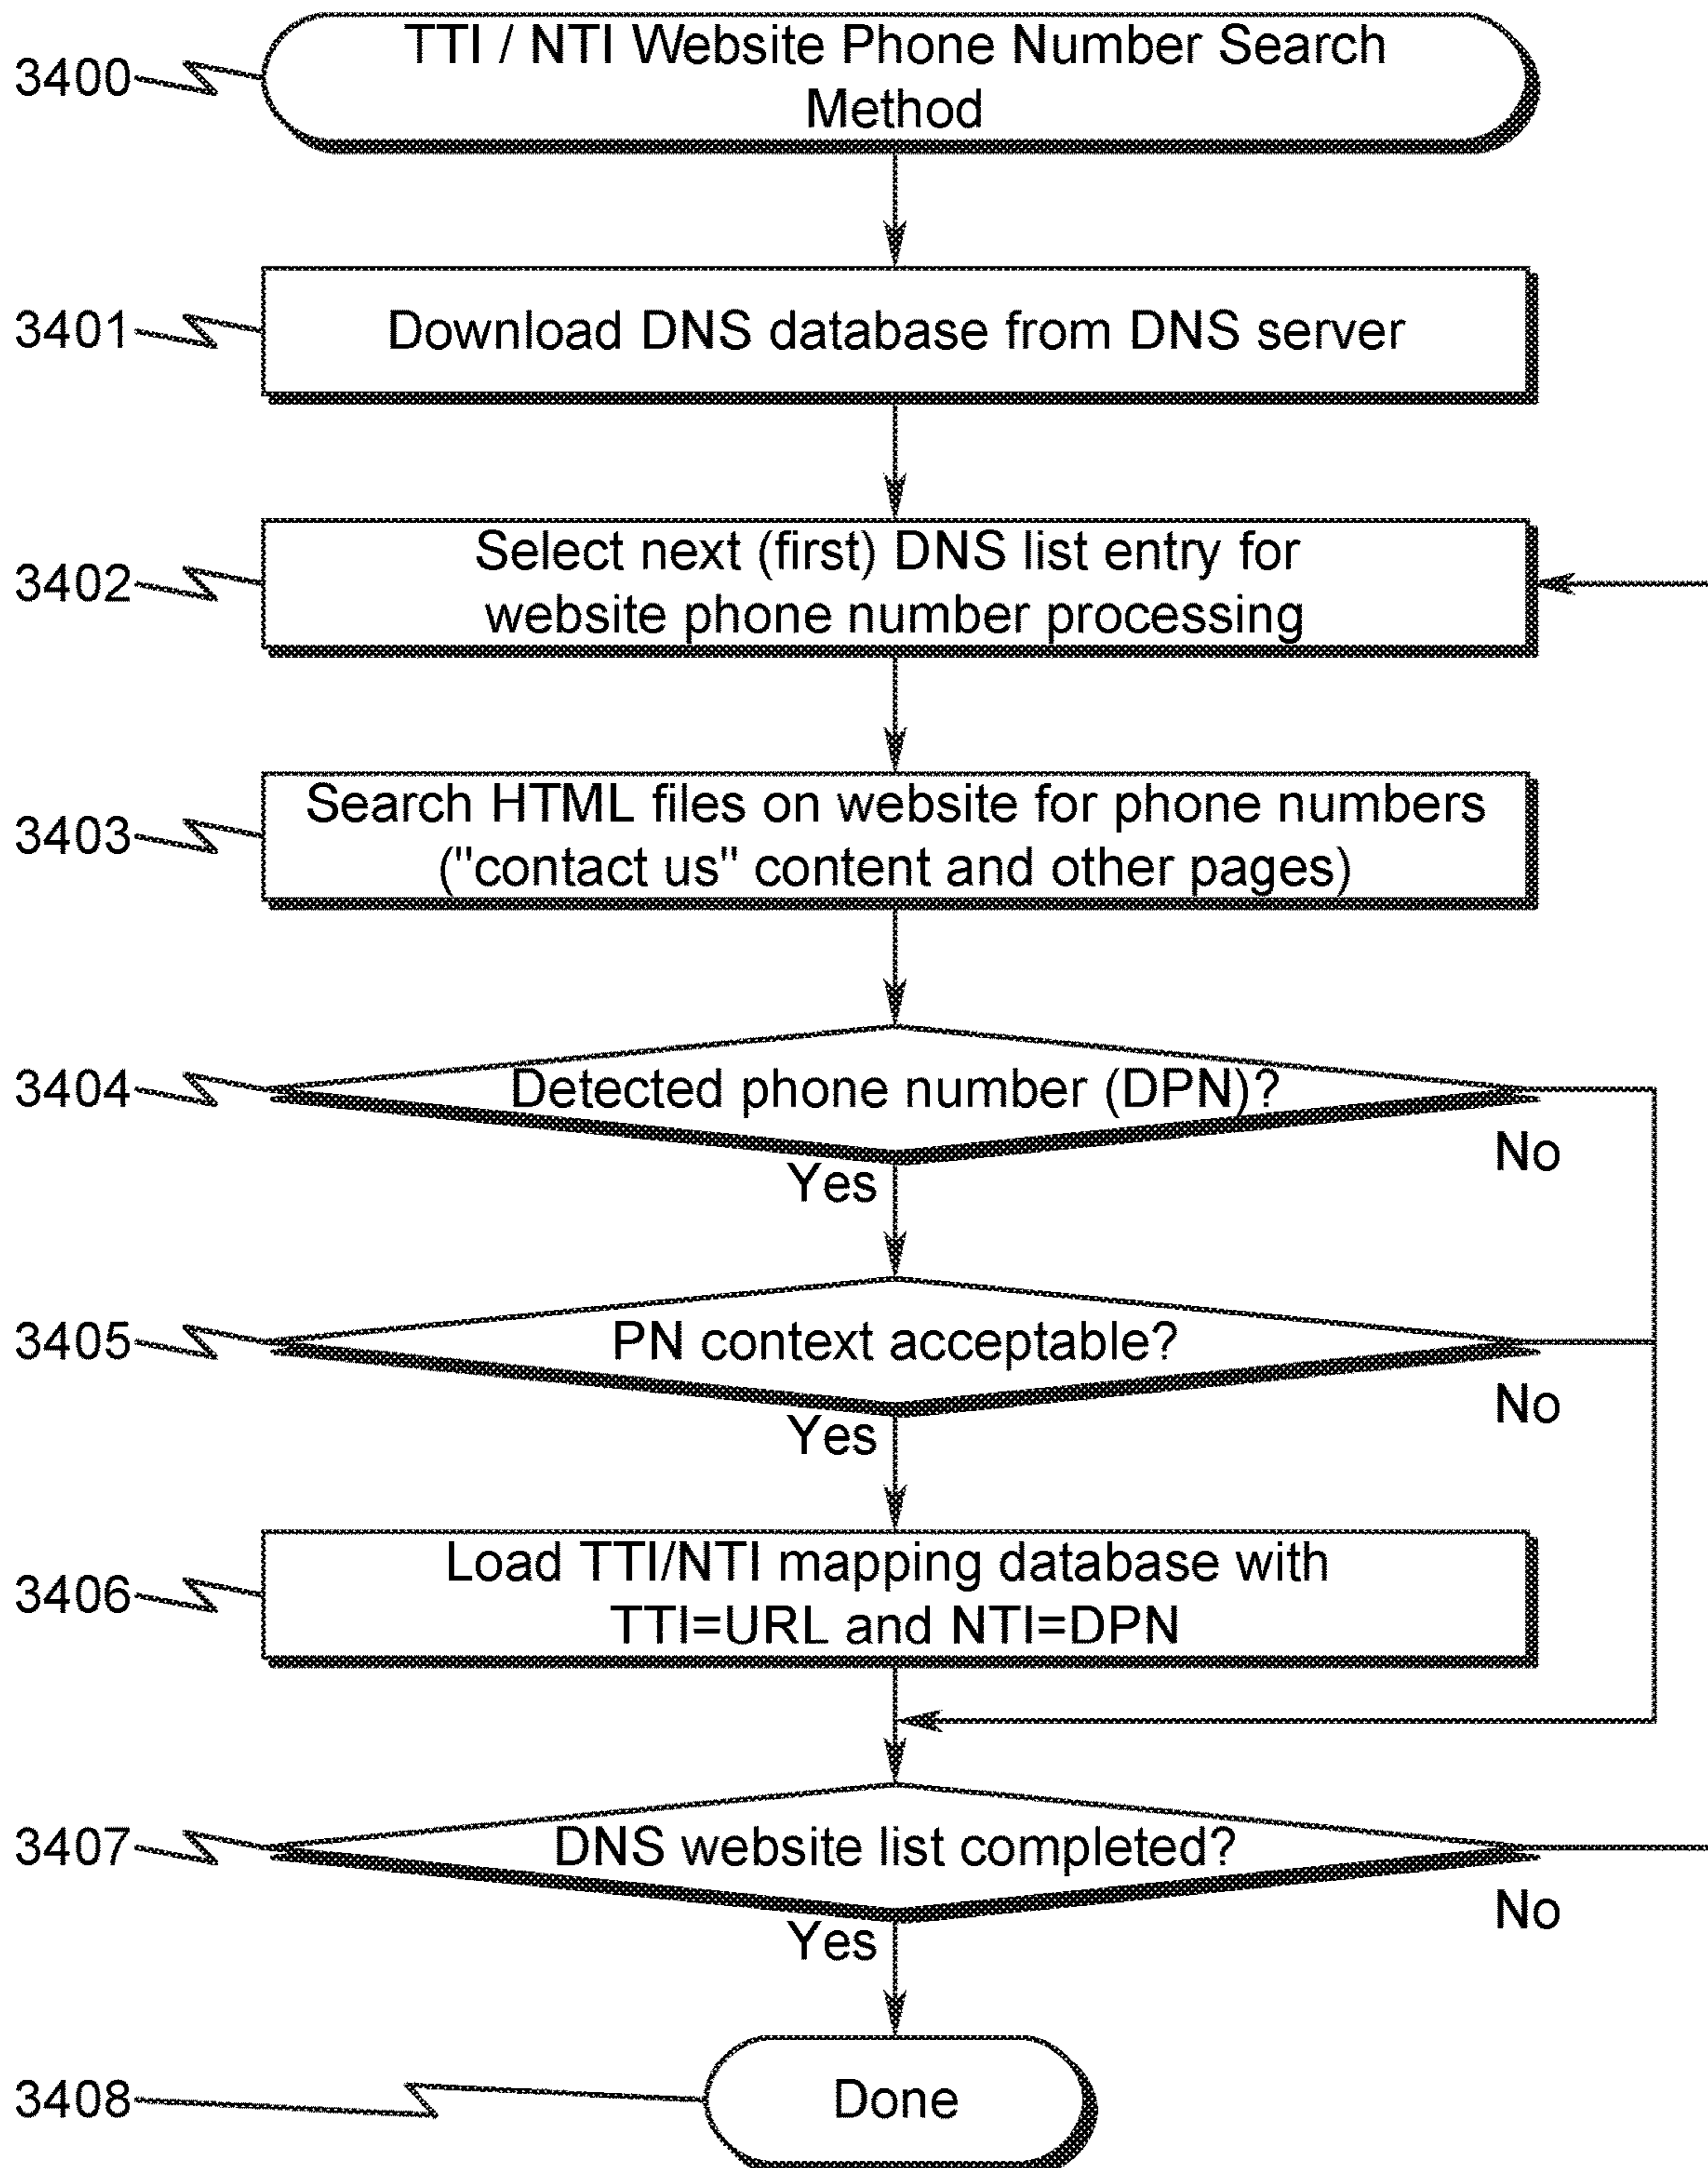 3400
TTI / NTI Website Phone Number Search
Method
3401
Download DNS database from DNS server
3402
Select next (first) DNS list entry for
website phone number processing
3403
Search HTML files on website for phone numbers
("contact us" content and other pages)
3404
Detected phone number (DPN)?
No
Yes
3405
PN context acceptable?
No
Yes
3406
Load TTI/NTI mapping database with
TTI=URL and NTI=DPN
3407
DNS website list completed?
No
Yes
3408
Done